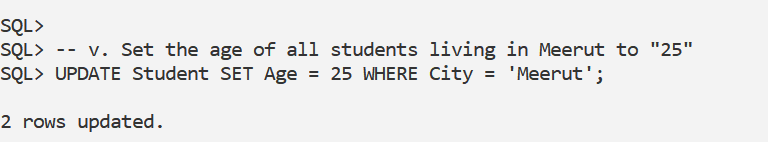 SQL>
SQL> -- v. Set the age of all students living in Meerut to "25"
SQL> UPDATE Student SET Age = 25 WHERE City = 'Meerut';
2 rows updated.